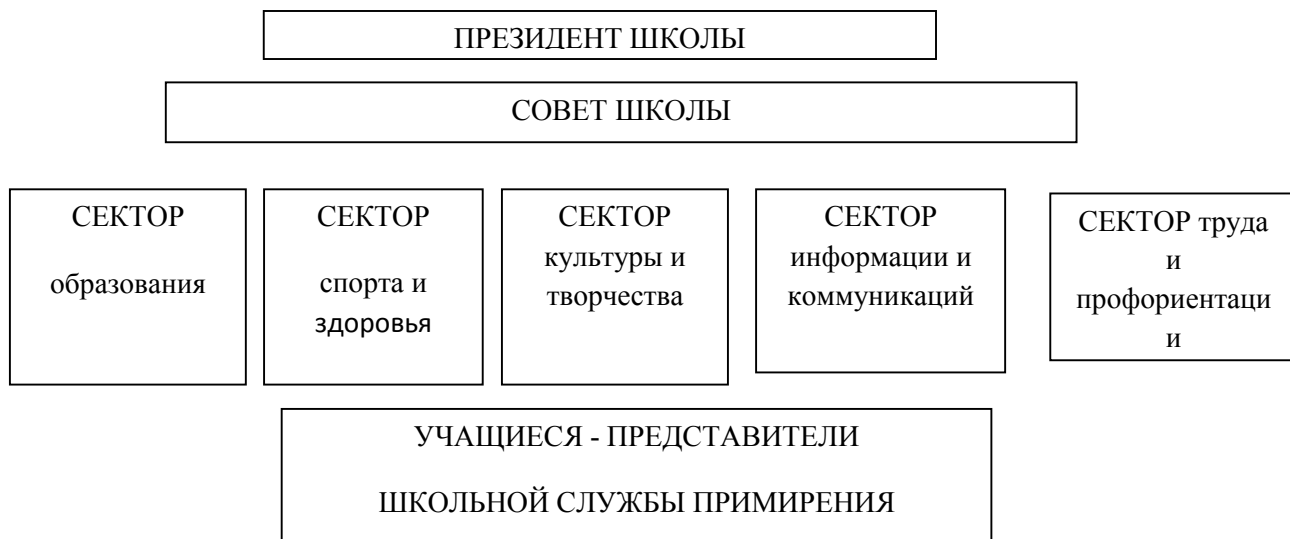 ПРЕЗИДЕНТ ШКОЛЫ
СОВЕТ ШКОЛЫ
СЕКТОР
образования
СЕКТОР
спорта и
здоровья
СЕКТОР
культуры и
творчества
СЕКТОР
информации и
коммуникаций
СЕКТОР труда
и
профориентаци
и
УЧАЩИЕСЯ - ПРЕДСТАВИТЕЛИ
ШКОЛЬНОЙ СЛУЖБЫ ПРИМИРЕНИЯ